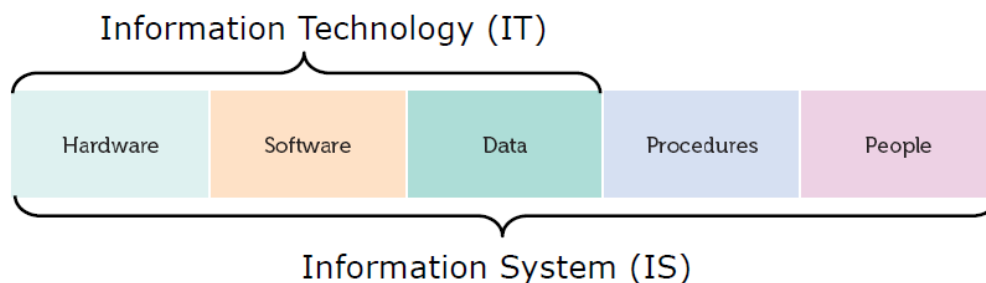 Information Technology (IT)
Hardware Software Data Procedures People
Information System (IS)